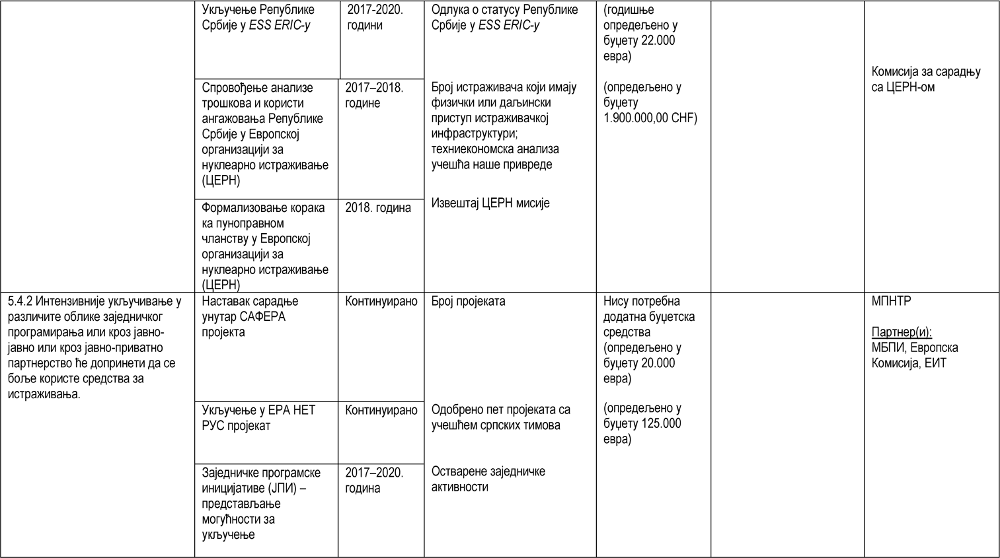 Укључење Републике
Србије у ESS ERIC-у
2017-2020.
години
Одлука о статусу Републике
Србије у ESS ERIC-у
(годишње
опредељено у
буџету 22.000
евра)
Комисија за сарадњу
са ЦЕРН-ом
Спровођење анализе
трошкова и користи
ангажовања Републике
Србије у Европској
организацији за
нуклеарно истраживање
(ЦЕРН)
2017–2018.
године
Број истраживача који имају
физички или даљински
приступ истраживачкој
инфраструктури;
техниекономска анализа
учешћа наше привреде
(опредељено у
буџету
1.900.000,00 CHF)
Формализовање корака
ка пуноправном
чланству у Европској
организацији за
нуклеарно истраживање
(ЦЕРН)
2018. година
Извештај ЦЕРН мисије
5.4.2 Интензивније укључивање у
различите облике заједничког
програмирања или кроз јавно-
јавно или кроз јавно-приватно
партнерство ће допринети да се
боље користе средства за
истраживања.
Наставак сарадње
унутар САФЕРА
пројекта
Континуирано
Број пројеката
Нису потребна
додатна буџетска
средства
(опредељено у
буџету 20.000
евра)
МПНТР
Партнер(и):
МБПИ, Европска
Комисија, ЕИТ
Укључење у ЕРА НЕТ
РУС пројекат
Континуирано
Одобрено пет пројеката са
учешћем српских тимова
(опредељено у
буџету 125.000
евра)
Заједничке програмске
иницијативе (ЈПИ) –
представљање
могућности за
укључење
2017–2020.
година
Остварене заједничке
активности